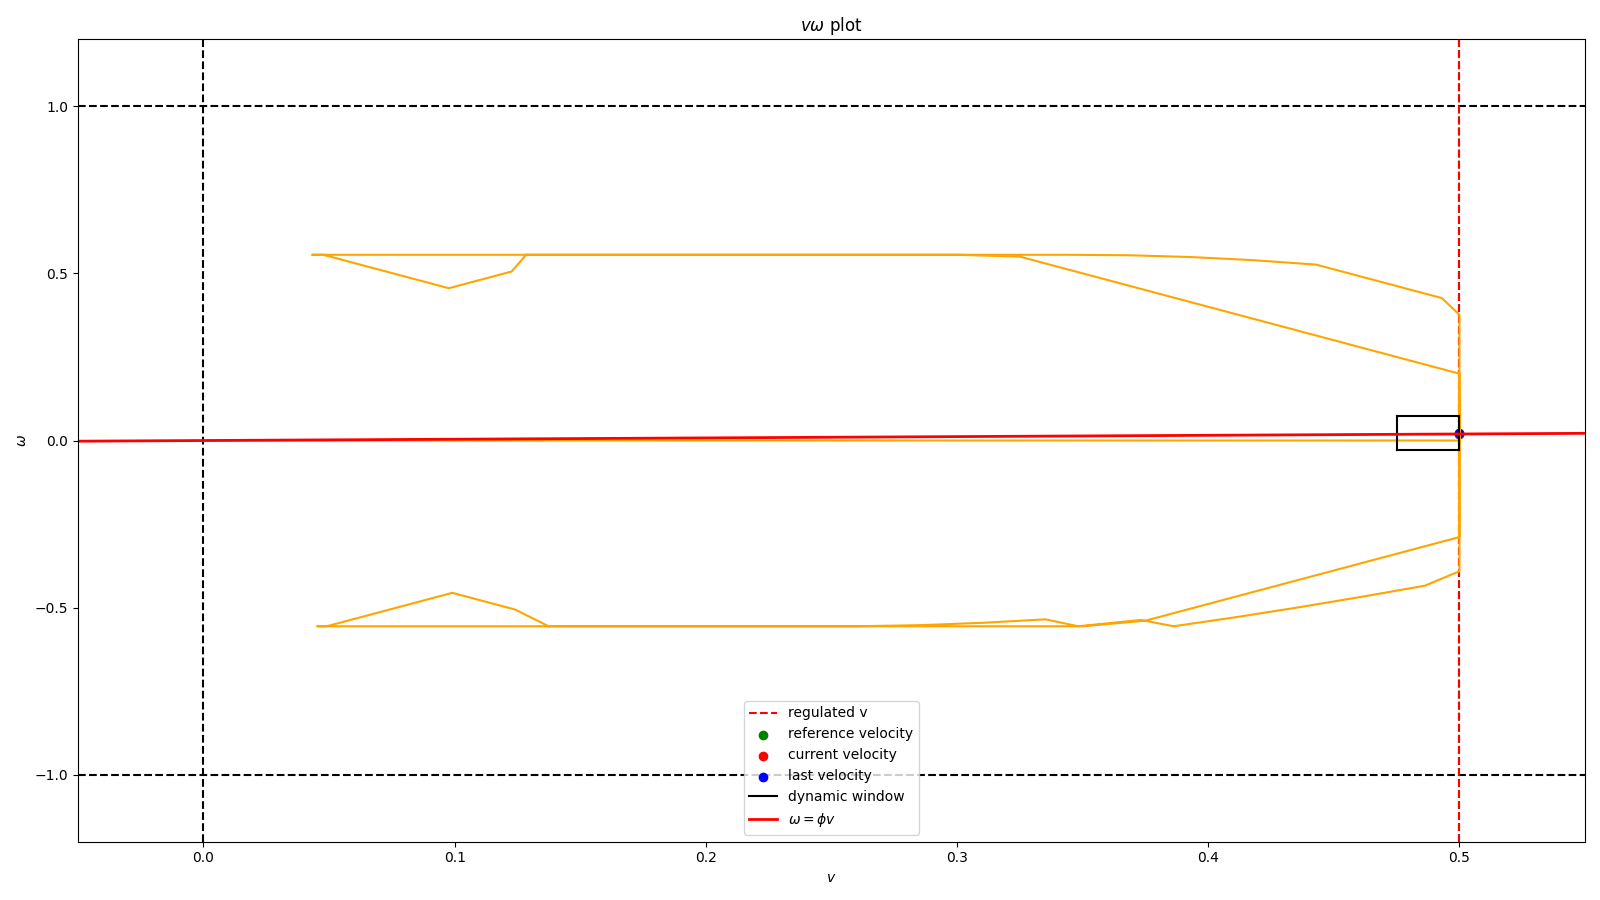 vω plot
1.0
0.5
0.0
−0.5
−1.0
ω
0.0
0.1
0.2
0.3
0.4
0.5
v
regulated v
reference velocity
current velocity
last velocity
dynamic window
ω = ϕv